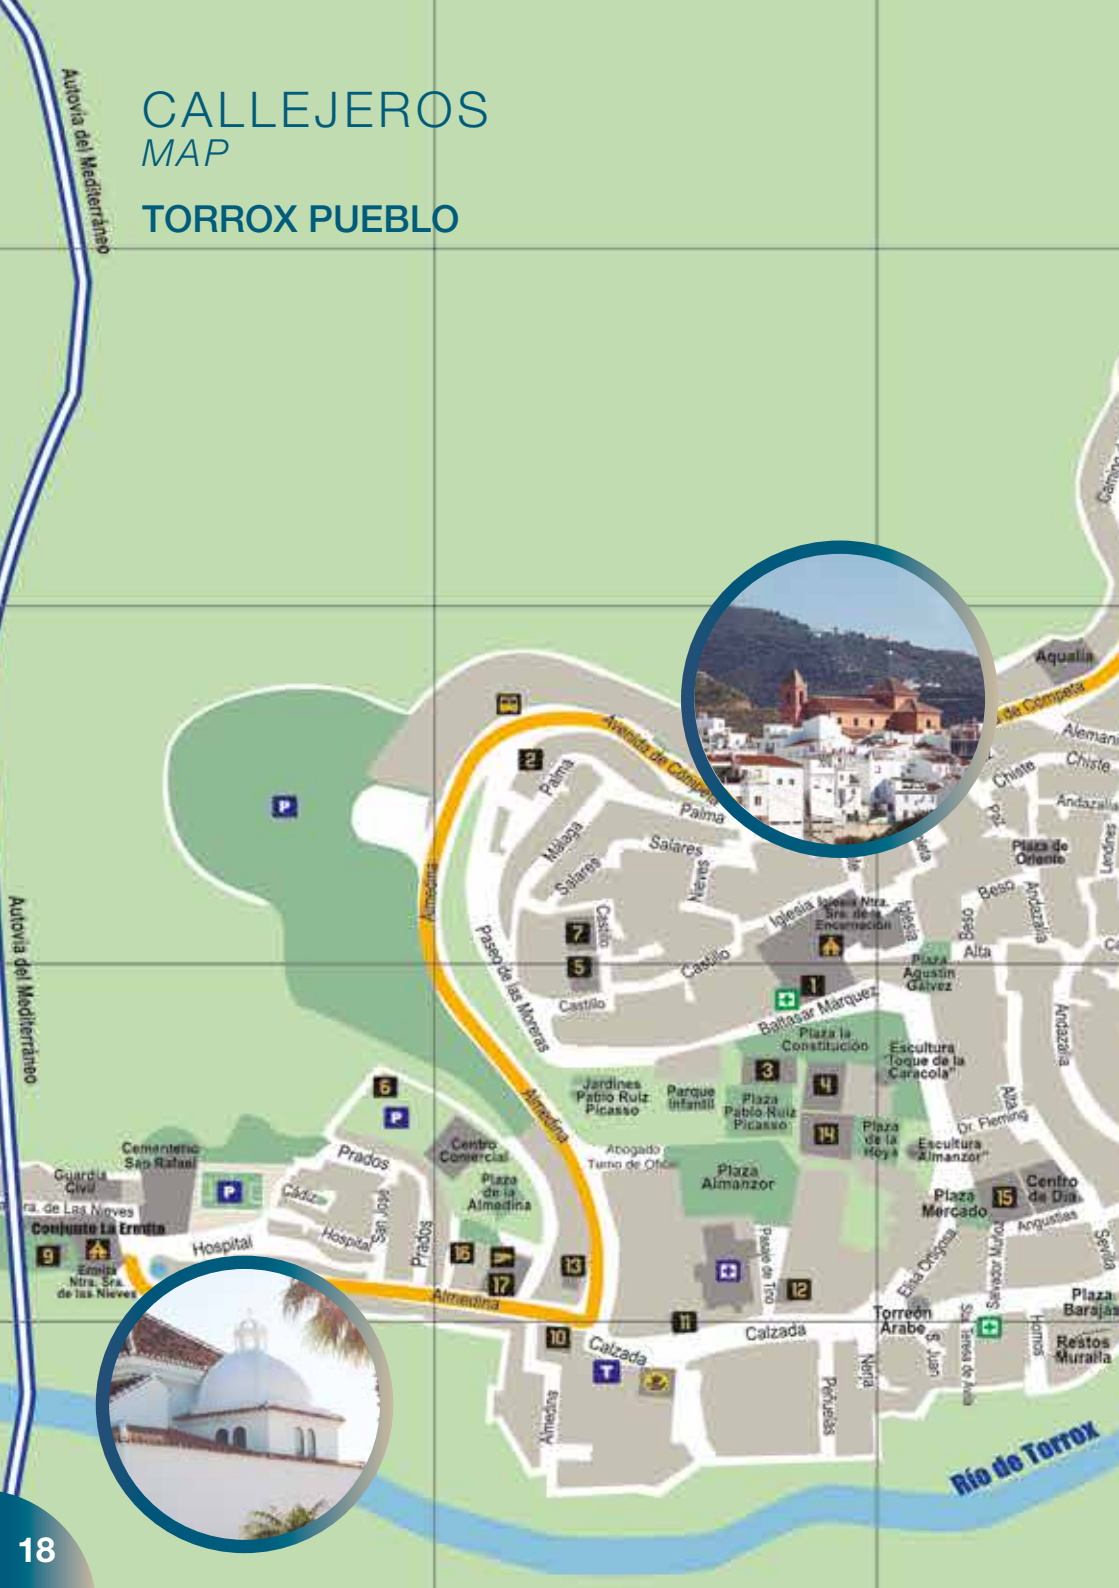 CALLEJEROS
MAP
TORROX PUEBLO
Autovía del Mediterráneo
Aqualia
Avenida de Cómpeta
de Cómpeta
Chiste
Chiste
Paz
Andazalia
Lendines
Plaza de
Oriente
P
2
Palma
Palma
Málaga
Salares
Salares
Nieves
Almedina
Iglesia
Iglesia Ntra.
Sra. de la
Encarnación
Iglesia
Beso
Beso
Andazalia
Alta
Autovía del Mediterráneo
Paseo de las Moreras
7
Castillo
5
Castillo
Castillo
1
Baltasar Márquez
Plaza
Agustín
Gálvez
Andazalia
Plaza la
Constitución
Escultura
"Toque de la
Caracola"
6
P
Almedina
Jardines
Pablo Ruiz
Picasso
Parque
Infantil
3
4
Plaza
Pablo Ruiz
Picasso
14
Plaza
de la
Hoya
Alta
Dr. Fleming
Escultura
Almanzor"
Cementerio
San Rafael
Prados
Centro
Comercial
Abogado
Plaza
Almanzor
Guardia
Civil
P
Cádiz
San José
Plaza
de la
Almedina
Plaza
Mercado
15
Centro
de Día
Angustias
ra. de Las Nieves
Conjunto La Ermita
9
Ermita
Ntra. Sra.
de las Nieves
Hospital
Hospital
Prados
16
17
13
Almedina
Pasaje de Tino
12
Elisa Ortigosa
Salvador Muñoz
Sevilla
10
Calzada
11
Calzada
Torreón
Árabe
S. Juan
Sta. Teresa de Ávila
Hornos
Plaza
Barajas
Restos
Muralla
T
Almedina
Peñuelas
Nerja
Río de Torrox
18